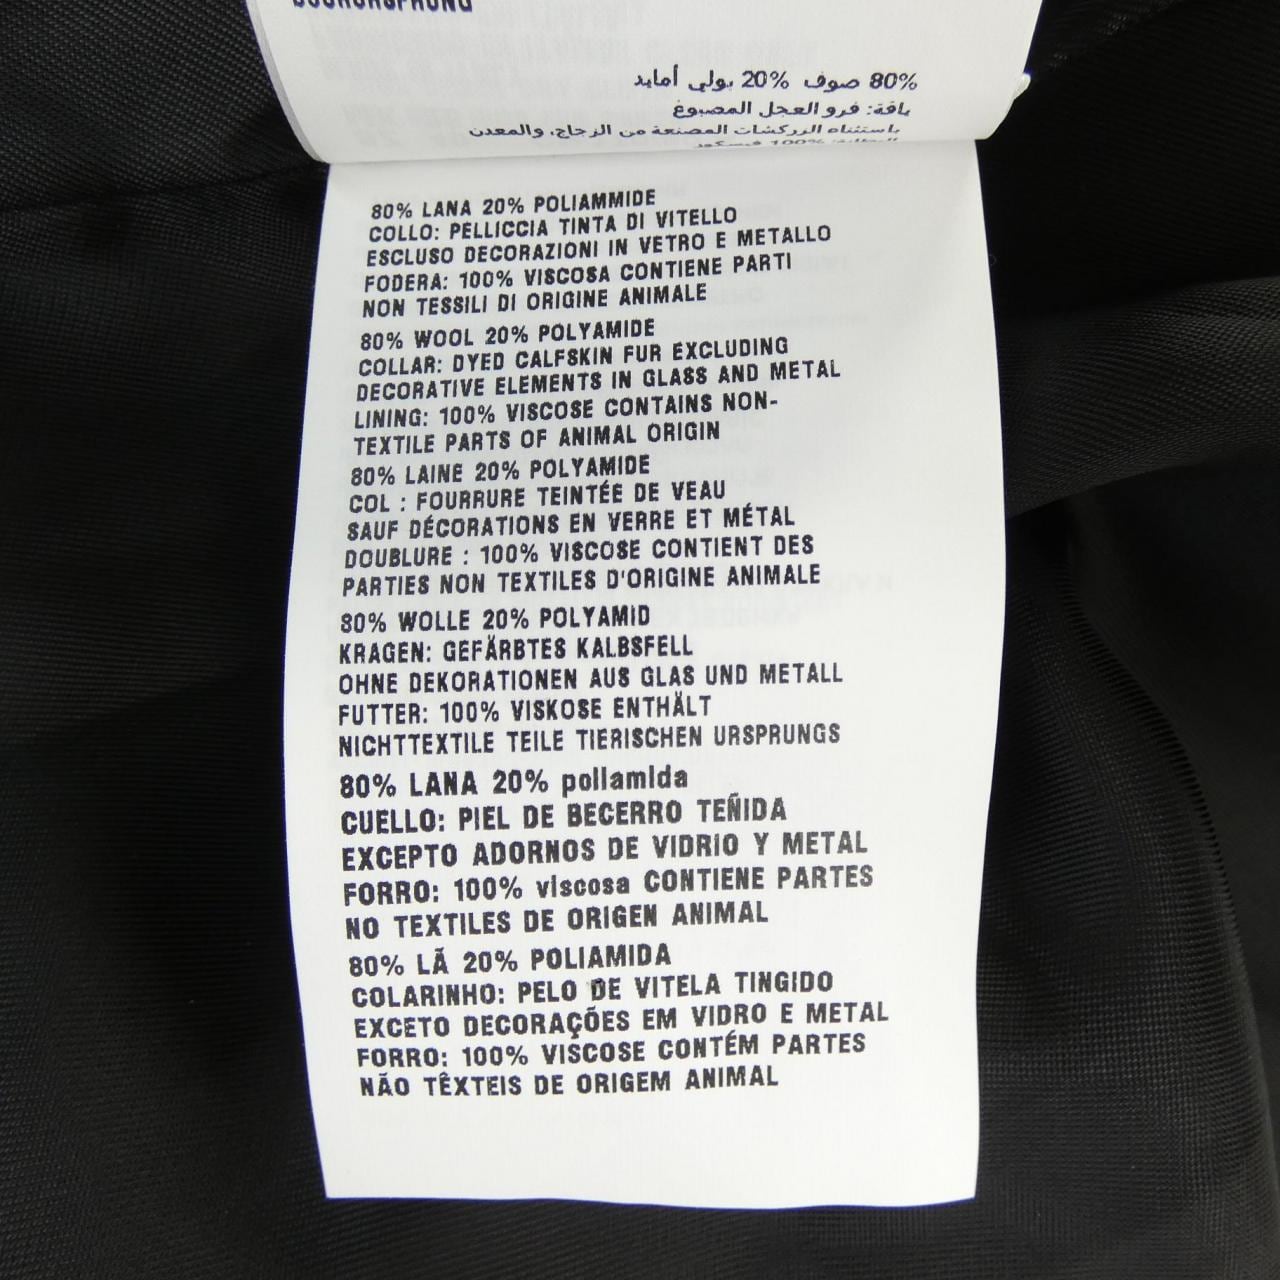 80% صوف 20% بولي أمايد
ياقة: فرو العجل المصبوغ
باستثناء الزركشات المصنعة من الزجاج، والمعدن
80% LANA 20% POLIAMMIDE
COLLO: PELLICCIA TINTA DI VITELLO
ESCLUSO DECORAZIONI IN VETRO E METALLO
FODERA: 100% VISCOSA CONTIENE PARTI
NON TESSILI DI ORIGINE ANIMALE
80% WOOL 20% POLYAMIDE
COLLAR: DYED CALFSKIN FUR EXCLUDING
DECORATIVE ELEMENTS IN GLASS AND METAL
LINING: 100% VISCOSE CONTAINS NON-
TEXTILE PARTS OF ANIMAL ORIGIN
80% LAINE 20% POLYAMIDE
COL : FOURRURE TEINTÉE DE VEAU
SAUF DÉCORATIONS EN VERRE ET MÉTAL
DOUBLURE : 100% VISCOSE CONTIENT DES
PARTIES NON TEXTILES D'ORIGINE ANIMALE
80% WOLLE 20% POLYAMID
KRAGEN: GEFÄRBTES KALBSFELL
OHNE DEKORATIONEN AUS GLAS UND METALL
FUTTER: 100% VISKOSE ENTHÄLT
NICHTTEXTILE TEILE TIERISCHEN URSPRUNGS
80% LANA 20% poliamida
CUELLO: PIEL DE BECERRO TEÑIDA
EXCEPTO ADORNOS DE VIDRIO Y METAL
FORRO: 100% viscosa CONTIENE PARTES
NO TEXTILES DE ORIGEN ANIMAL
80% LÃ 20% POLIAMIDA
COLARINHO: PELO DE VITELA TINGIDO
EXCETO DECORAÇÕES EM VIDRO E METAL
FORRO: 100% VISCOSE CONTÉM PARTES
NÃO TÊXTEIS DE ORIGEM ANIMAL